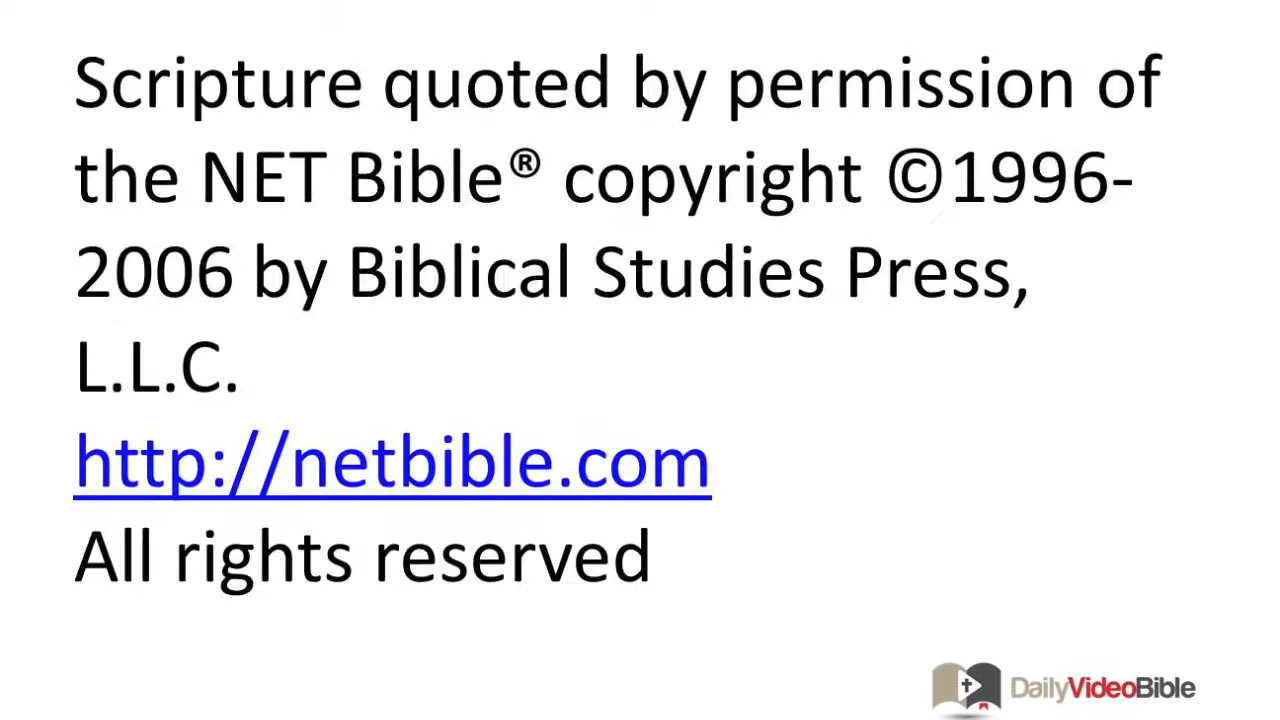 Scripture quoted by permission of
the NET Bible® copyright ©1996-
2006 by Biblical Studies Press,
L.L.C.
http://netbible.com
All rights reserved
DailyVideoBible